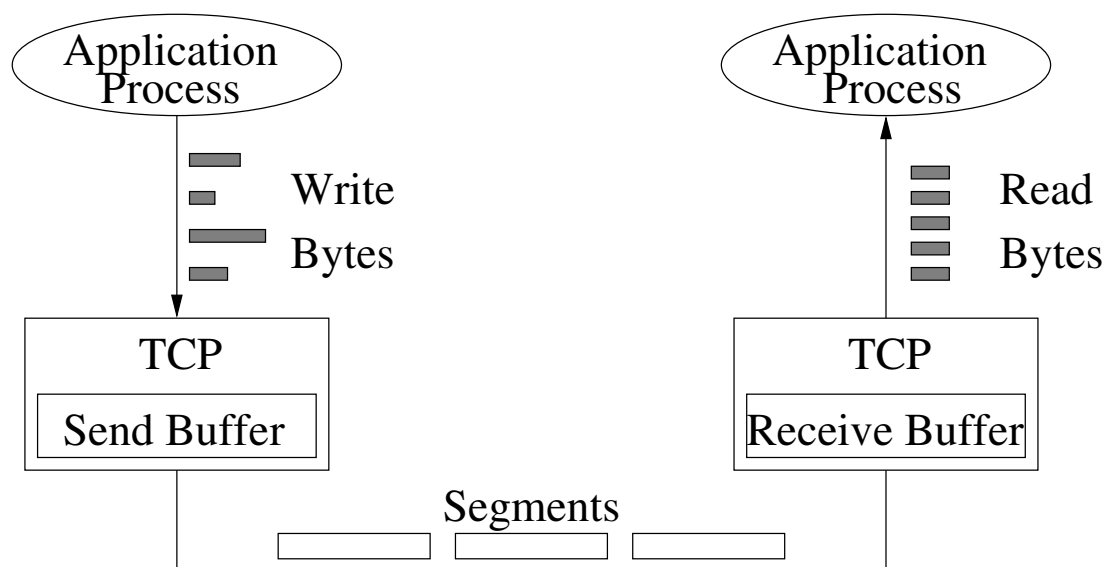 Application
Process
Application
Process
Write
Bytes
Read
Bytes
TCP
Send Buffer
TCP
Receive Buffer
Segments